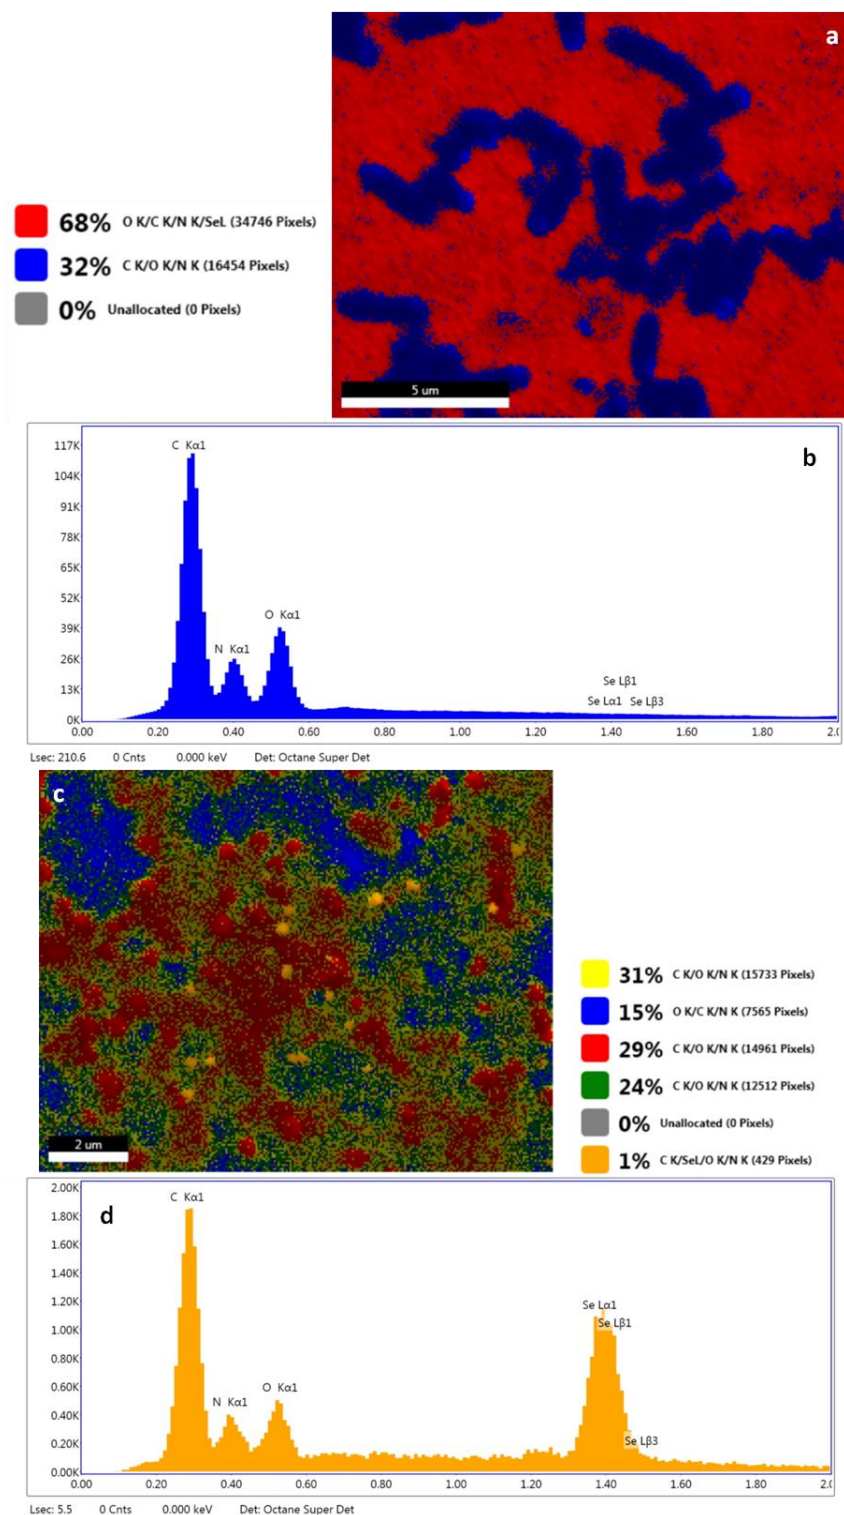 a
68% O K/C K/N K/SeL (34746 Pixels)
32% C K/O K/N K (16454 Pixels)
0% Unallocated (0 Pixels)
5 um
b
117K
104K
91K
78K
65K
52K
39K
26K
13K
0K
C Kα1
N Kα1
O Kα1
Se Lβ1
Se Lα1 Se Lβ3
0.00 0.20 0.40 0.60 0.80 1.00 1.20 1.40 1.60 1.80 2.0
Lsec: 210.6 0 Cnts 0.000 keV Det: Octane Super Det
c
2 um
31% C K/O K/N K (15733 Pixels)
15% O K/C K/N K (7565 Pixels)
29% C K/O K/N K (14961 Pixels)
24% C K/O K/N K (12512 Pixels)
0% Unallocated (0 Pixels)
1% C K/SeL/O K/N K (429 Pixels)
d
2.00K
1.80K
1.60K
1.40K
1.20K
1.00K
0.80K
0.60K
0.40K
0.20K
0.00K
C Kα1
N Kα1
O Kα1
Se Lα1
Se Lβ1
Se Lβ3
0.00 0.20 0.40 0.60 0.80 1.00 1.20 1.40 1.60 1.80 2.0
Lsec: 5.5 0 Cnts 0.000 keV Det: Octane Super Det